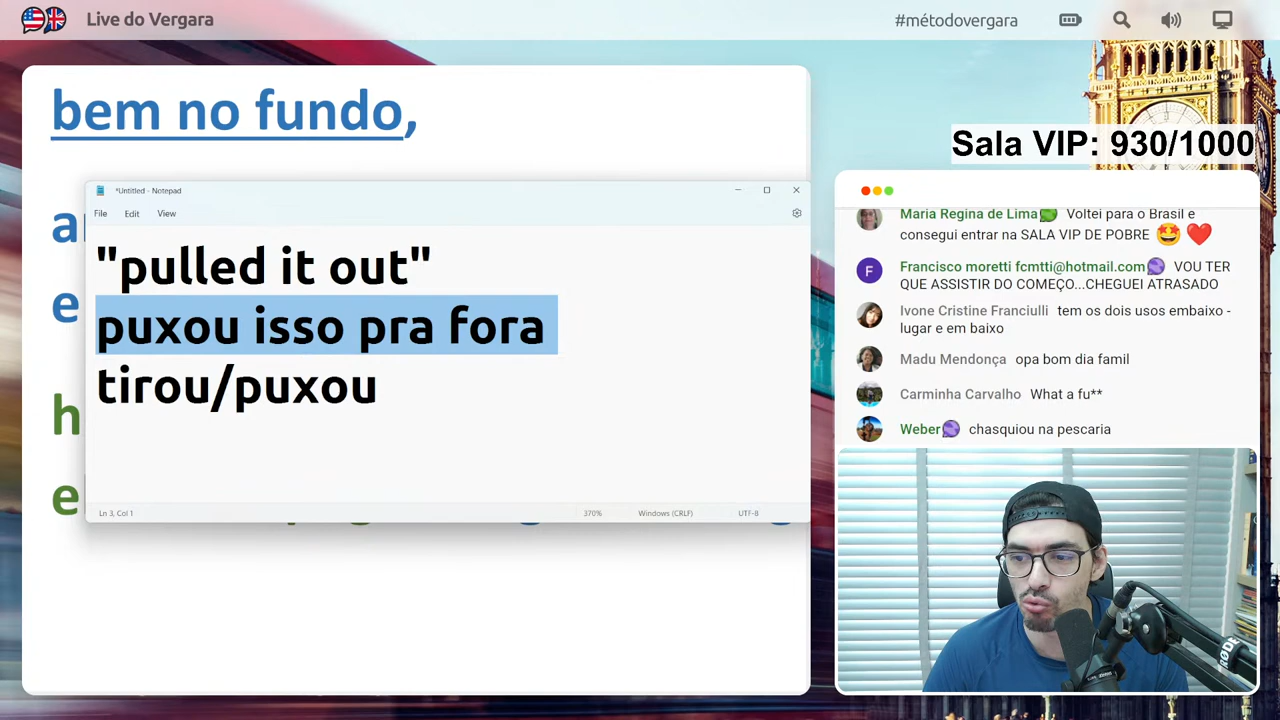 Live do Vergara
#métodovergara
bem no fundo,
Sala VIP: 930/1000
*Untitled - Notepad
File Edit View
"pulled it out"
puxou isso pra fora
tirou/puxou
Ln 3, Col 1
370%
Windows (CRLF)
UTF-8
Maria Regina de Lima Voltei para o Brasil e
consegui entrar na SALA VIP DE POBRE
F
Francisco moretti fcmtti@hotmail.com VOU TER
QUE ASSISTIR DO COMEÇO...CHEGUEI ATRASADO
Ivone Cristine Franciulli tem os dois usos embaixo -
lugar e em baixo
Madu Mendonça opa bom dia famil
Carminha Carvalho What a fu**
Weber chasquiou na pescaria